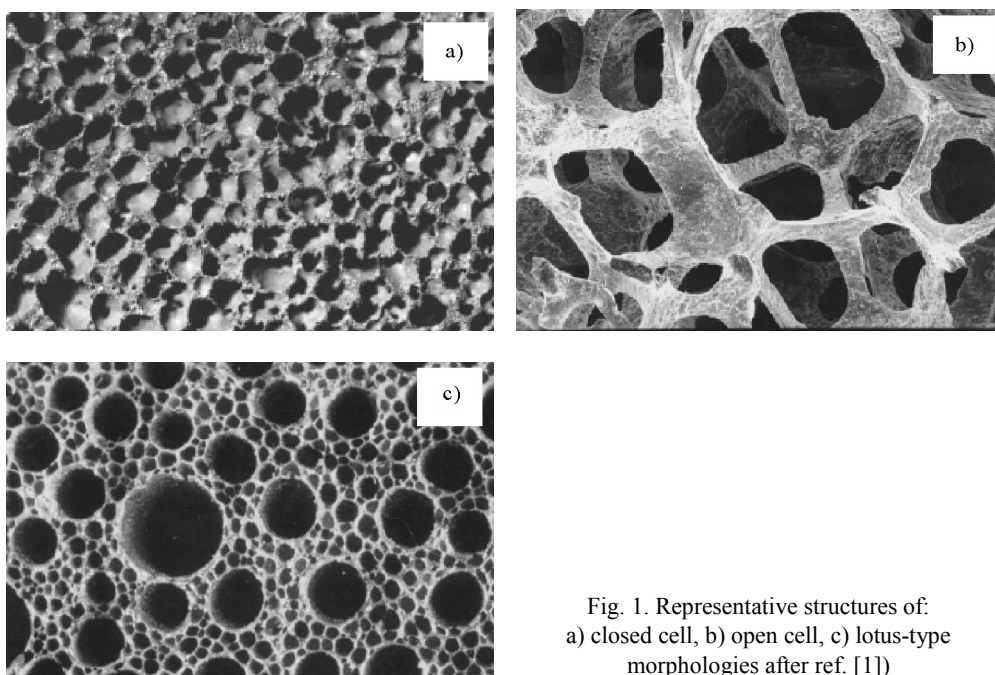 a)
b)
c)
Fig. 1. Representative structures of:
a) closed cell, b) open cell, c) lotus-type
morphologies after ref. [1])